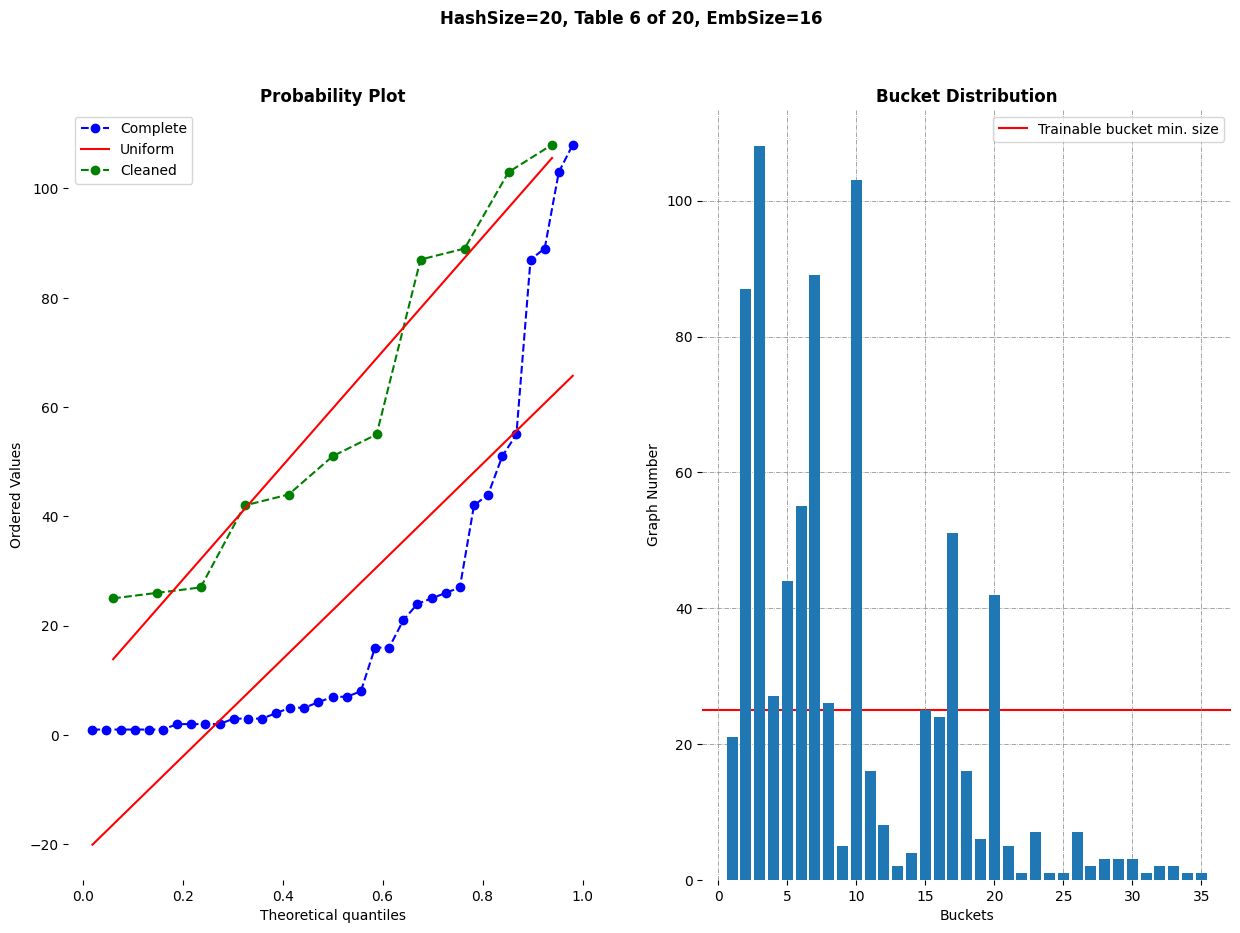 HashSize=20, Table 6 of 20, EmbSize=16
Probability Plot
Complete
Uniform
Cleaned
100
80
60
40
20
0
−20
Ordered Values
0.0 0.2 0.4 0.6 0.8 1.0
Theoretical quantiles
Bucket Distribution
Trainable bucket min. size
100
80
60
40
20
0
Graph Number
0 5 10 15 20 25 30 35
Buckets